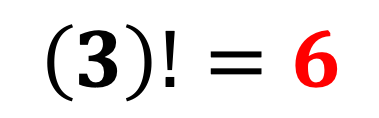 (3)! = 6